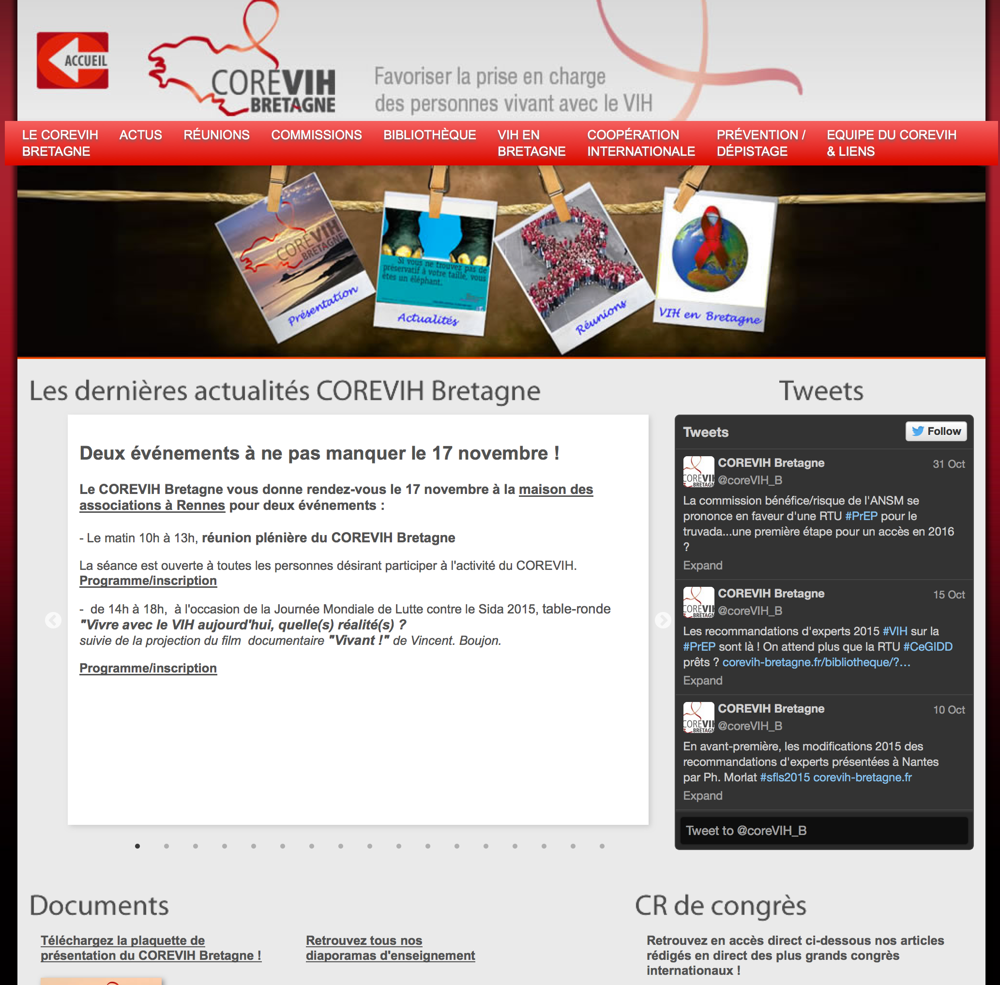 ACCUEIL
COREVIH
BRETAGNE
Favoriser la prise en charge
des personnes vivant avec le VIH
LE COREVIH
BRETAGNE
ACTUS
RÉUNIONS
COMMISSIONS
BIBLIOTHÈQUE
VIH EN
BRETAGNE
COOPÉRATION
INTERNATIONALE
PRÉVENTION /
DÉPISTAGE
EQUIPE DU COREVIH
& LIENS
COREVIH
BRETAGNE
Présentation
Si vous ne trouvez pas de
préservatif à votre taille, vous
êtes un éléphant.
Actualités
Réunions
VIH en Bretagne
Les dernières actualités COREVIH Bretagne
Deux événements à ne pas manquer le 17 novembre !
Le COREVIH Bretagne vous donne rendez-vous le 17 novembre à la maison des
associations à Rennes pour deux événements :
- Le matin 10h à 13h, réunion plénière du COREVIH Bretagne
La séance est ouverte à toutes les personnes désirant participer à l'activité du COREVIH.
Programme/inscription
- de 14h à 18h, à l'occasion de la Journée Mondiale de Lutte contre le Sida 2015, table-ronde
"Vivre avec le VIH aujourd'hui, quelle(s) réalité(s) ?
suivie de la projection du film documentaire "Vivant !" de Vincent. Boujon.
Programme/inscription
Tweets
Tweets
Follow
COREVIH Bretagne
31 Oct
@coreVIH_B
La commission bénéfice/risque de l'ANSM se
prononce en faveur d'une RTU #PrEP pour le
truvada...une première étape pour un accès en 2016
?
Expand
COREVIH Bretagne
15 Oct
@coreVIH_B
Les recommandations d'experts 2015 #VIH sur la
#PrEP sont là ! On attend plus que la RTU #CeGIDD
prêts ? corevih-bretagne.fr/bibliotheque/?…
Expand
COREVIH Bretagne
10 Oct
@coreVIH_B
En avant-première, les modifications 2015 des
recommandations d'experts présentées à Nantes
par Ph. Morlat #sfls2015 corevih-bretagne.fr
Expand
Tweet to @coreVIH_B
Documents
Téléchargez la plaquette de
présentation du COREVIH Bretagne !
Retrouvez tous nos
diaporamas d'enseignement
CR de congrès
Retrouvez en accès direct ci-dessous nos articles
rédigés en direct des plus grands congrès
internationaux !